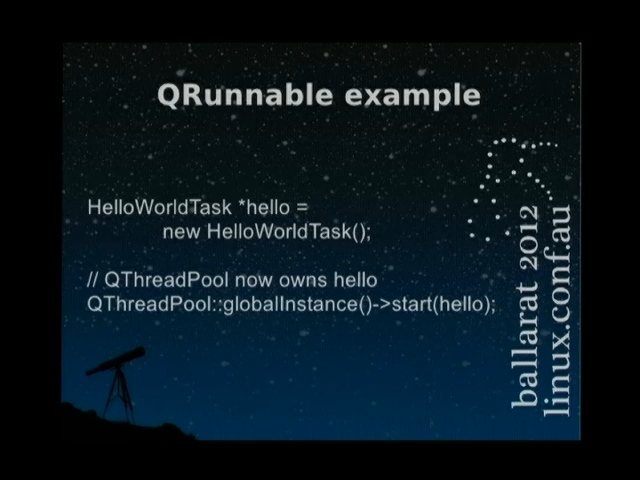 QRunnable example
HelloWorldTask *hello =
new HelloWorldTask();
// QThreadPool now owns hello
QThreadPool::globalInstance()->start(hello);
ballarat 2012
linux.conf.au